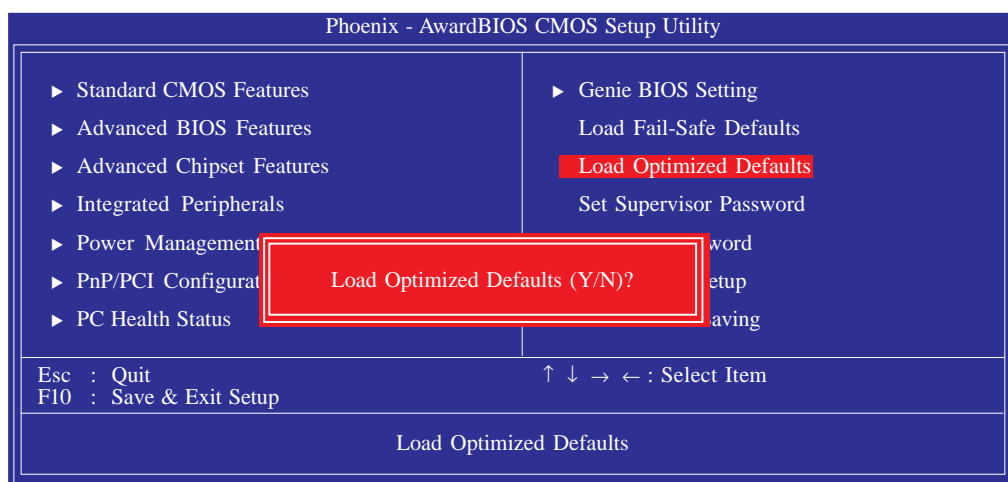 Phoenix - AwardBIOS CMOS Setup Utility
▶ Standard CMOS Features
▶ Advanced BIOS Features
▶ Advanced Chipset Features
▶ Integrated Peripherals
▶ Power Management
▶ PnP/PCI Configurat
▶ PC Health Status
▶ Genie BIOS Setting
Load Fail-Safe Defaults
Load Optimized Defaults
Set Supervisor Password
word
etup
aving
Load Optimized Defaults (Y/N)?
Esc : Quit
F10 : Save & Exit Setup
↑ ↓ → ← : Select Item
Load Optimized Defaults